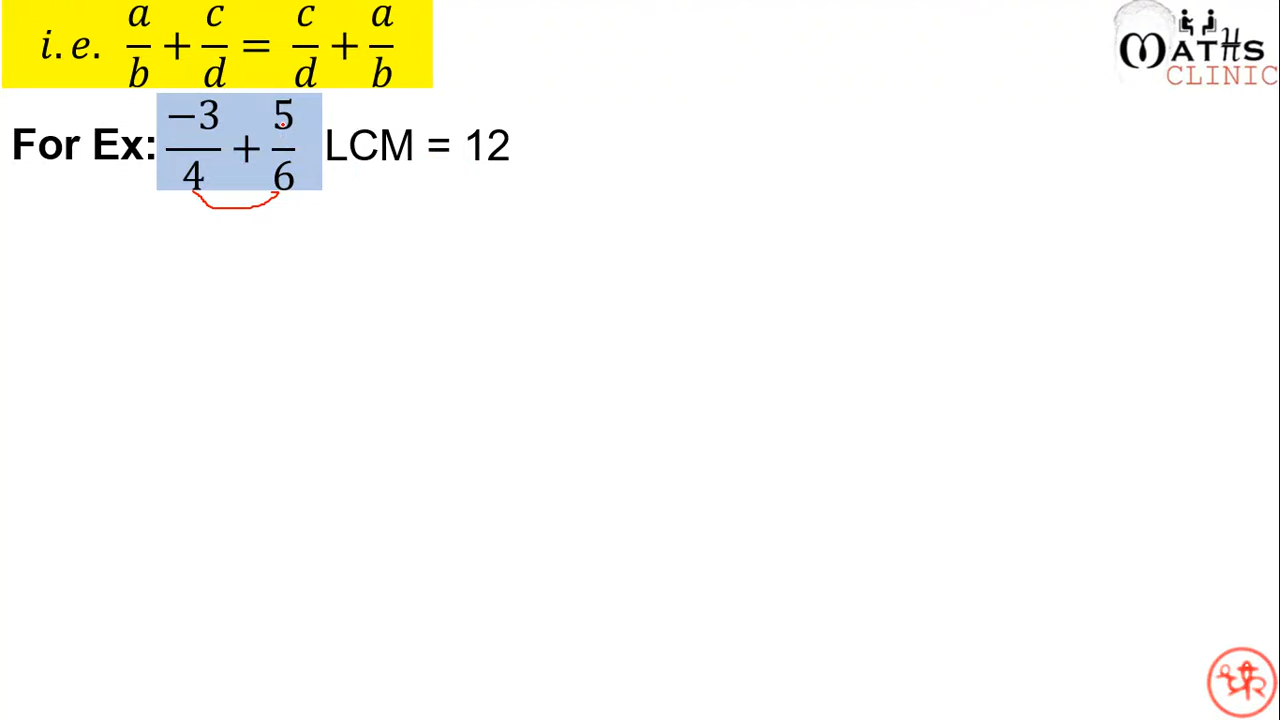 i.e. a/b + c/d = c/d + a/b
For Ex: −3/4 + 5/6 LCM = 12
MATHS
CLINIC